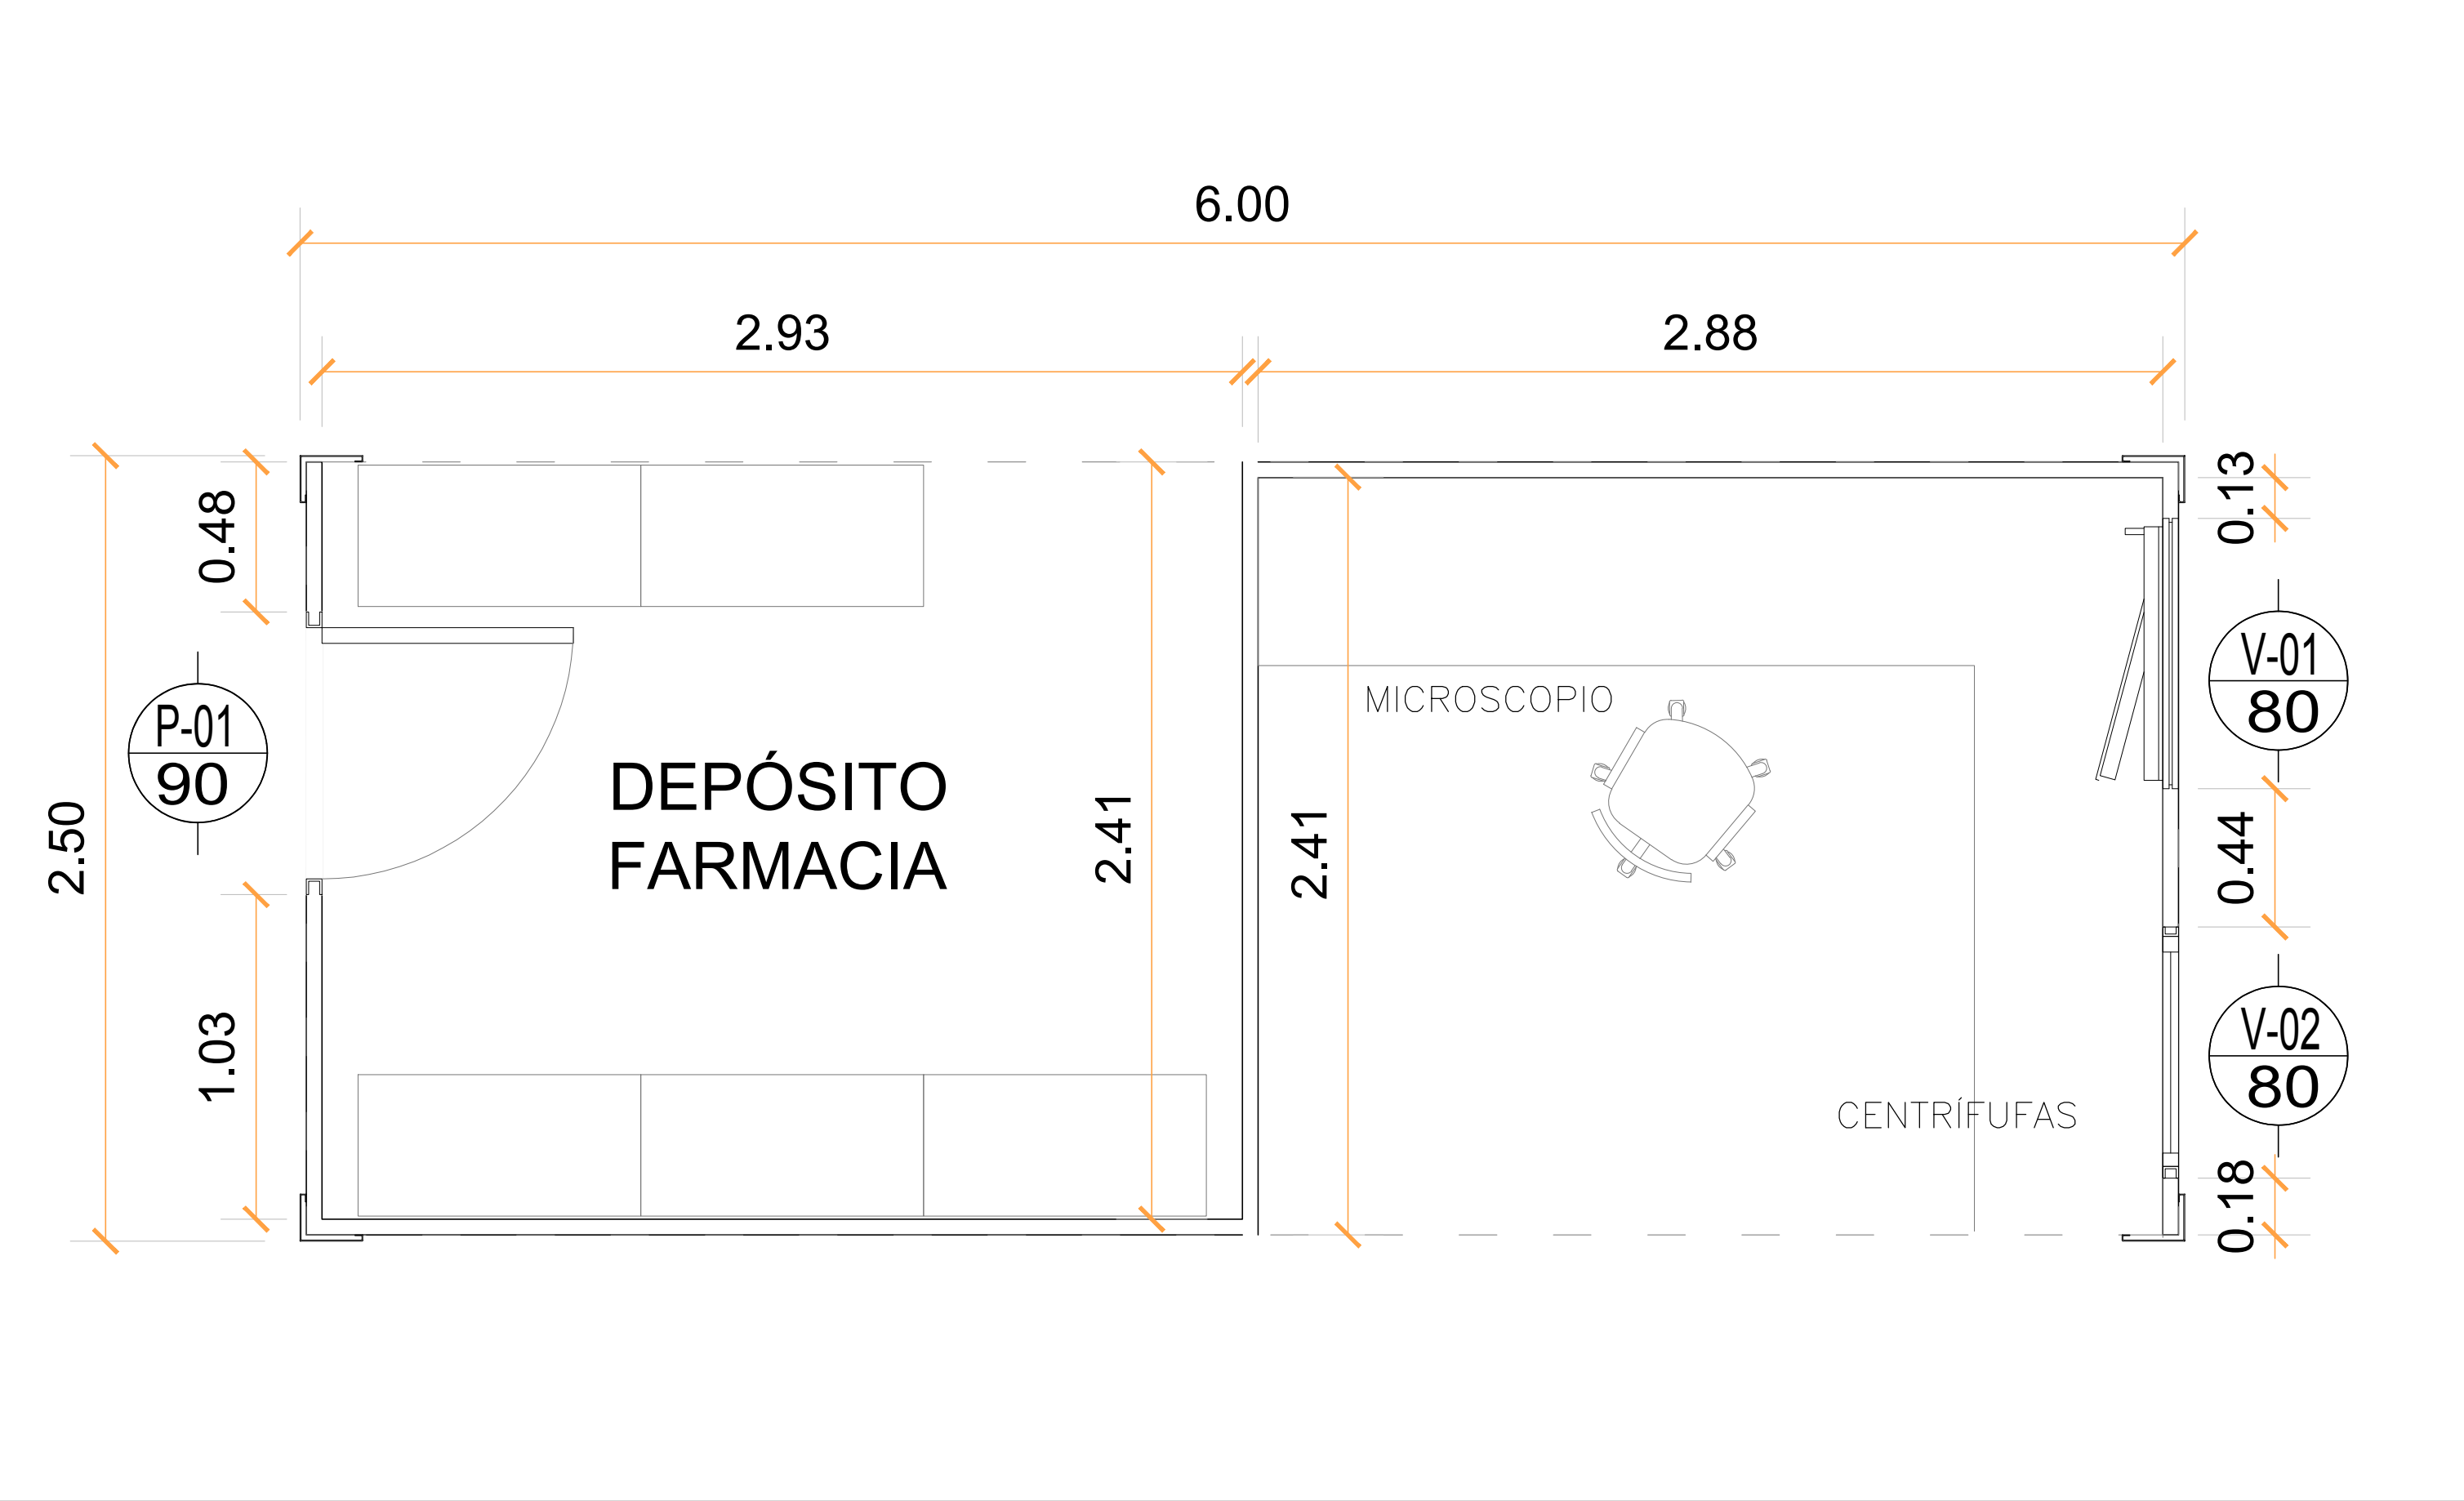 6.00
2.93
2.88
0.48
0.13
P-01
90
2.50
DEPÓSITO
FARMACIA
2.41
2.41
MICROSCOPIO
V-01
80
0.44
1.03
CENTRÍFUFAS
V-02
80
0.18